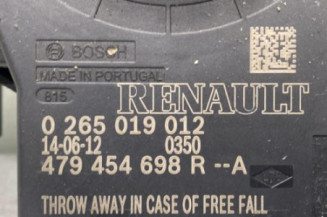 BOSCH
MADE IN PORTUGAL
815
RENAULT
0 265 019 012
14-06-12 0350
479 454 698 R --A
THROW AWAY IN CASE OF FREE FALL